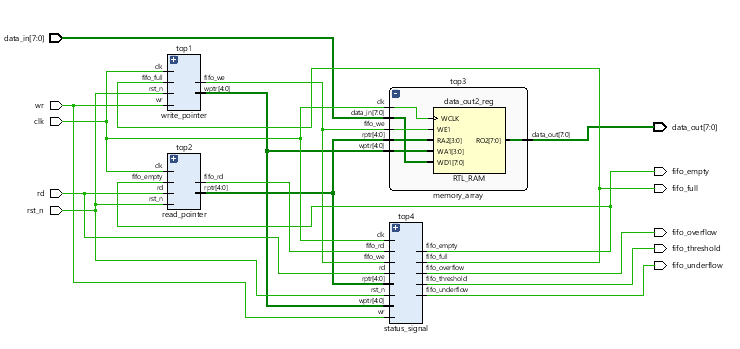 data_in[7:0]
wr
clk
rd
rst_n
top1
clk
fifo_full
rst_n
wr
fifo_we
wptr[4:0]
write_pointer
top2
clk
fifo_empty
rd
rst_n
fifo_rd
rptr[4:0]
read_pointer
top3
clk
data_in[7:0]
fifo_we
rptr[4:0]
wptr[4:0]
data_out2_reg
WCLK
WE1
RA2[3:0]
WA1[3:0]
WD1[7:0]
RO2[7:0]
RTL_RAM
data_out[7:0]
memory_array
top4
clk
fifo_rd
fifo_we
rd
rptr[4:0]
rst_n
wptr[4:0]
wr
fifo_empty
fifo_full
fifo_overflow
fifo_threshold
fifo_underflow
status_signal
data_out[7:0]
fifo_empty
fifo_full
fifo_overflow
fifo_threshold
fifo_underflow